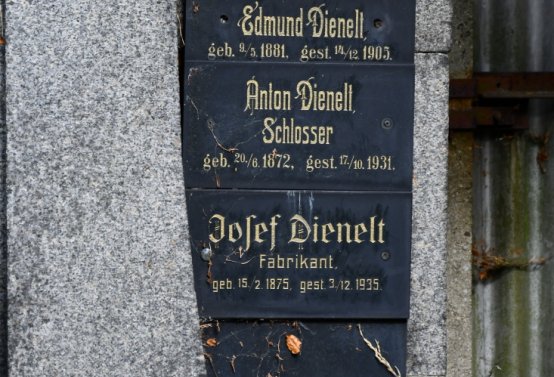 Edmund Dienelt,
geb. 9/5. 1881, gest. 14/12. 1905.
Anton Dienelt,
Schlosser
geb. 20./6. 1872, gest. 17/10. 1931.
Josef Dienelt
Fabrikant,
geb. 15./2. 1875, gest. 3./12. 1935.